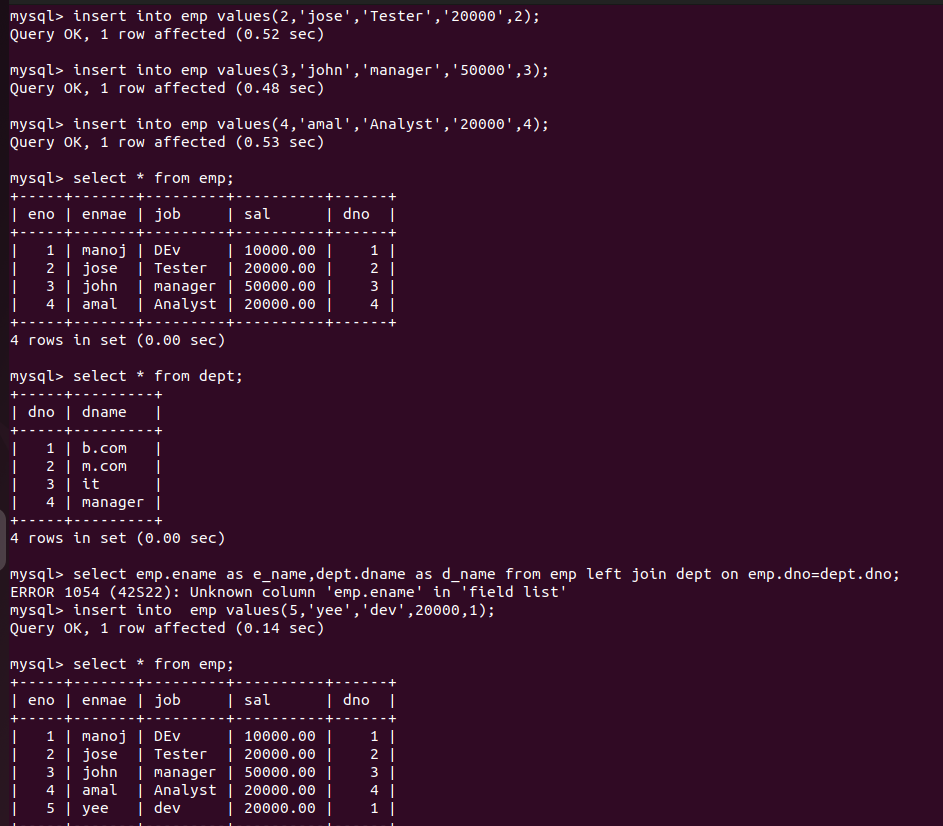 mysql> insert into emp values(2,'jose','Tester','20000',2);
Query OK, 1 row affected (0.52 sec)

mysql> insert into emp values(3,'john','manager','50000',3);
Query OK, 1 row affected (0.48 sec)

mysql> insert into emp values(4,'amal','Analyst','20000',4);
Query OK, 1 row affected (0.53 sec)

mysql> select * from emp;
+-----+-------+---------+----------+------+
| eno | enmae | job     | sal      | dno  |
+-----+-------+---------+----------+------+
|   1 | manoj | DEv     | 10000.00 |    1 |
|   2 | jose  | Tester  | 20000.00 |    2 |
|   3 | john  | manager | 50000.00 |    3 |
|   4 | amal  | Analyst | 20000.00 |    4 |
+-----+-------+---------+----------+------+
4 rows in set (0.00 sec)

mysql> select * from dept;
+-----+---------+
| dno | dname   |
+-----+---------+
|   1 | b.com   |
|   2 | m.com   |
|   3 | it      |
|   4 | manager |
+-----+---------+
4 rows in set (0.00 sec)

mysql> select emp.ename as e_name,dept.dname as d_name from emp left join dept on emp.dno=dept.dno;
ERROR 1054 (42S22): Unknown column 'emp.ename' in 'field list'
mysql> insert into  emp values(5,'yee','dev',20000,1);
Query OK, 1 row affected (0.14 sec)

mysql> select * from emp;
+-----+-------+---------+----------+------+
| eno | enmae | job     | sal      | dno  |
+-----+-------+---------+----------+------+
|   1 | manoj | DEv     | 10000.00 |    1 |
|   2 | jose  | Tester  | 20000.00 |    2 |
|   3 | john  | manager | 50000.00 |    3 |
|   4 | amal  | Analyst | 20000.00 |    4 |
|   5 | yee   | dev     | 20000.00 |    1 |
+-----+-------+---------+----------+------+